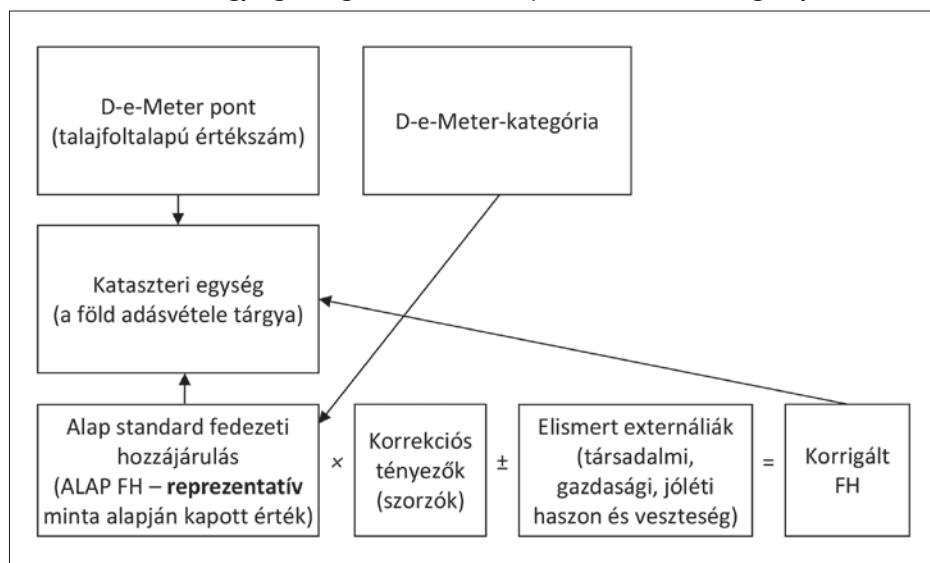 D-e-Meter pont
(talajfoltalapú értékszám)
D-e-Meter-kategória
Kataszteri egység
(a föld adásvétele tárgya)
Alap standard fedezeti
hozzájárulás
(ALAP FH – reprezentatív
minta alapján kapott érték)
×
Korrekciós
tényezők
(szorzók)
±
Elismert externáliák
(társadalmi,
gazdasági, jóléti
haszon és veszteség)
=
Korrigált
FH